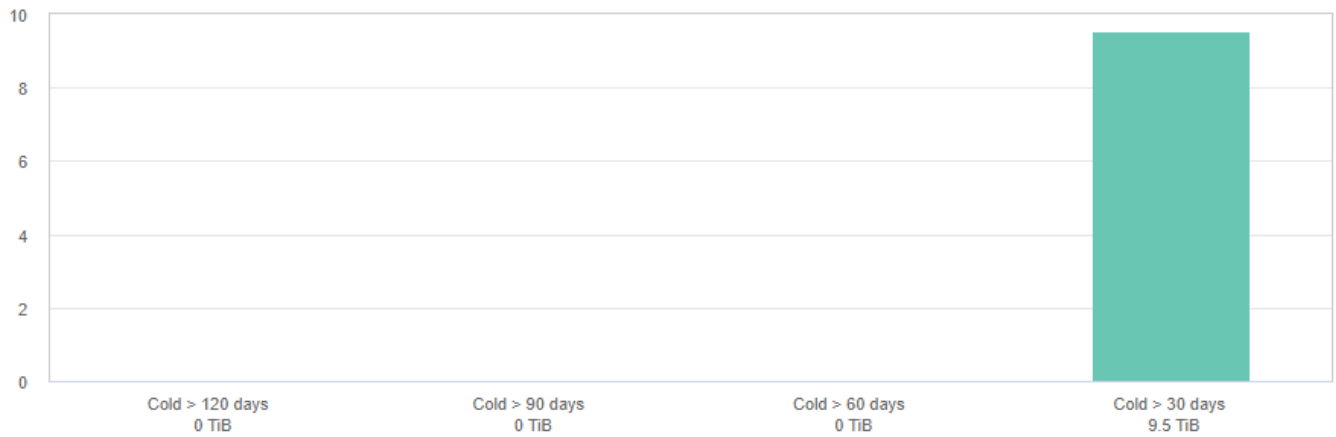 10
8
6
4
2
0
Cold > 120 days
0 TiB
Cold > 90 days
0 TiB
Cold > 60 days
0 TiB
Cold > 30 days
9.5 TiB